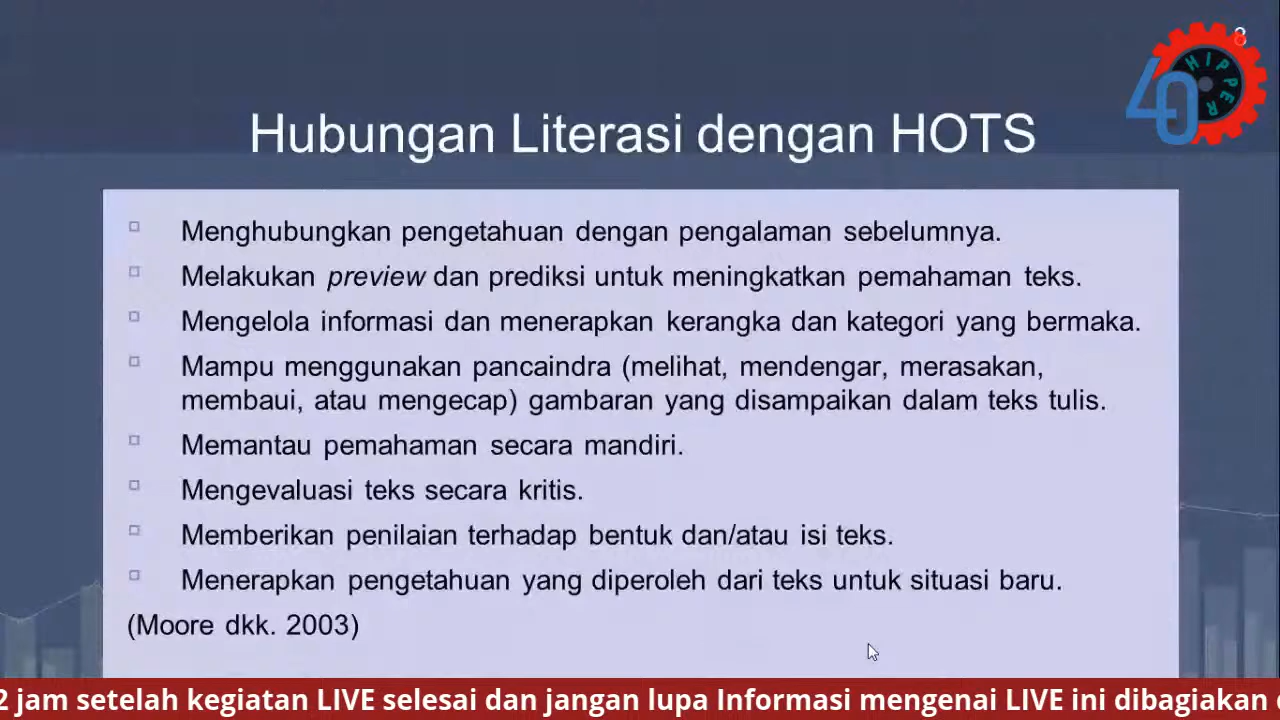 8
40
HIPPER
Hubungan Literasi dengan HOTS
Menghubungkan pengetahuan dengan pengalaman sebelumnya.
Melakukan preview dan prediksi untuk meningkatkan pemahaman teks.
Mengelola informasi dan menerapkan kerangka dan kategori yang bermaka.
Mampu menggunakan pancaindra (melihat, mendengar, merasakan,
membaui, atau mengecap) gambaran yang disampaikan dalam teks tulis.
Memantau pemahaman secara mandiri.
Mengevaluasi teks secara kritis.
Memberikan penilaian terhadap bentuk dan/atau isi teks.
Menerapkan pengetahuan yang diperoleh dari teks untuk situasi baru.
(Moore dkk. 2003)
2 jam setelah kegiatan LIVE selesai dan jangan lupa Informasi mengenai LIVE ini dibagiakan